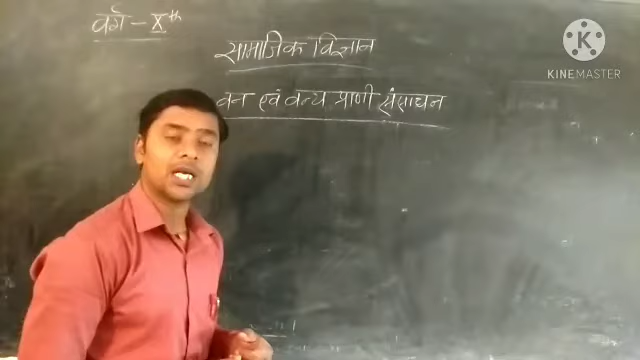 वर्ग - Xth
सामाजिक विज्ञान
वन एवं वन्य प्राणी संसाधन
KINEMASTER